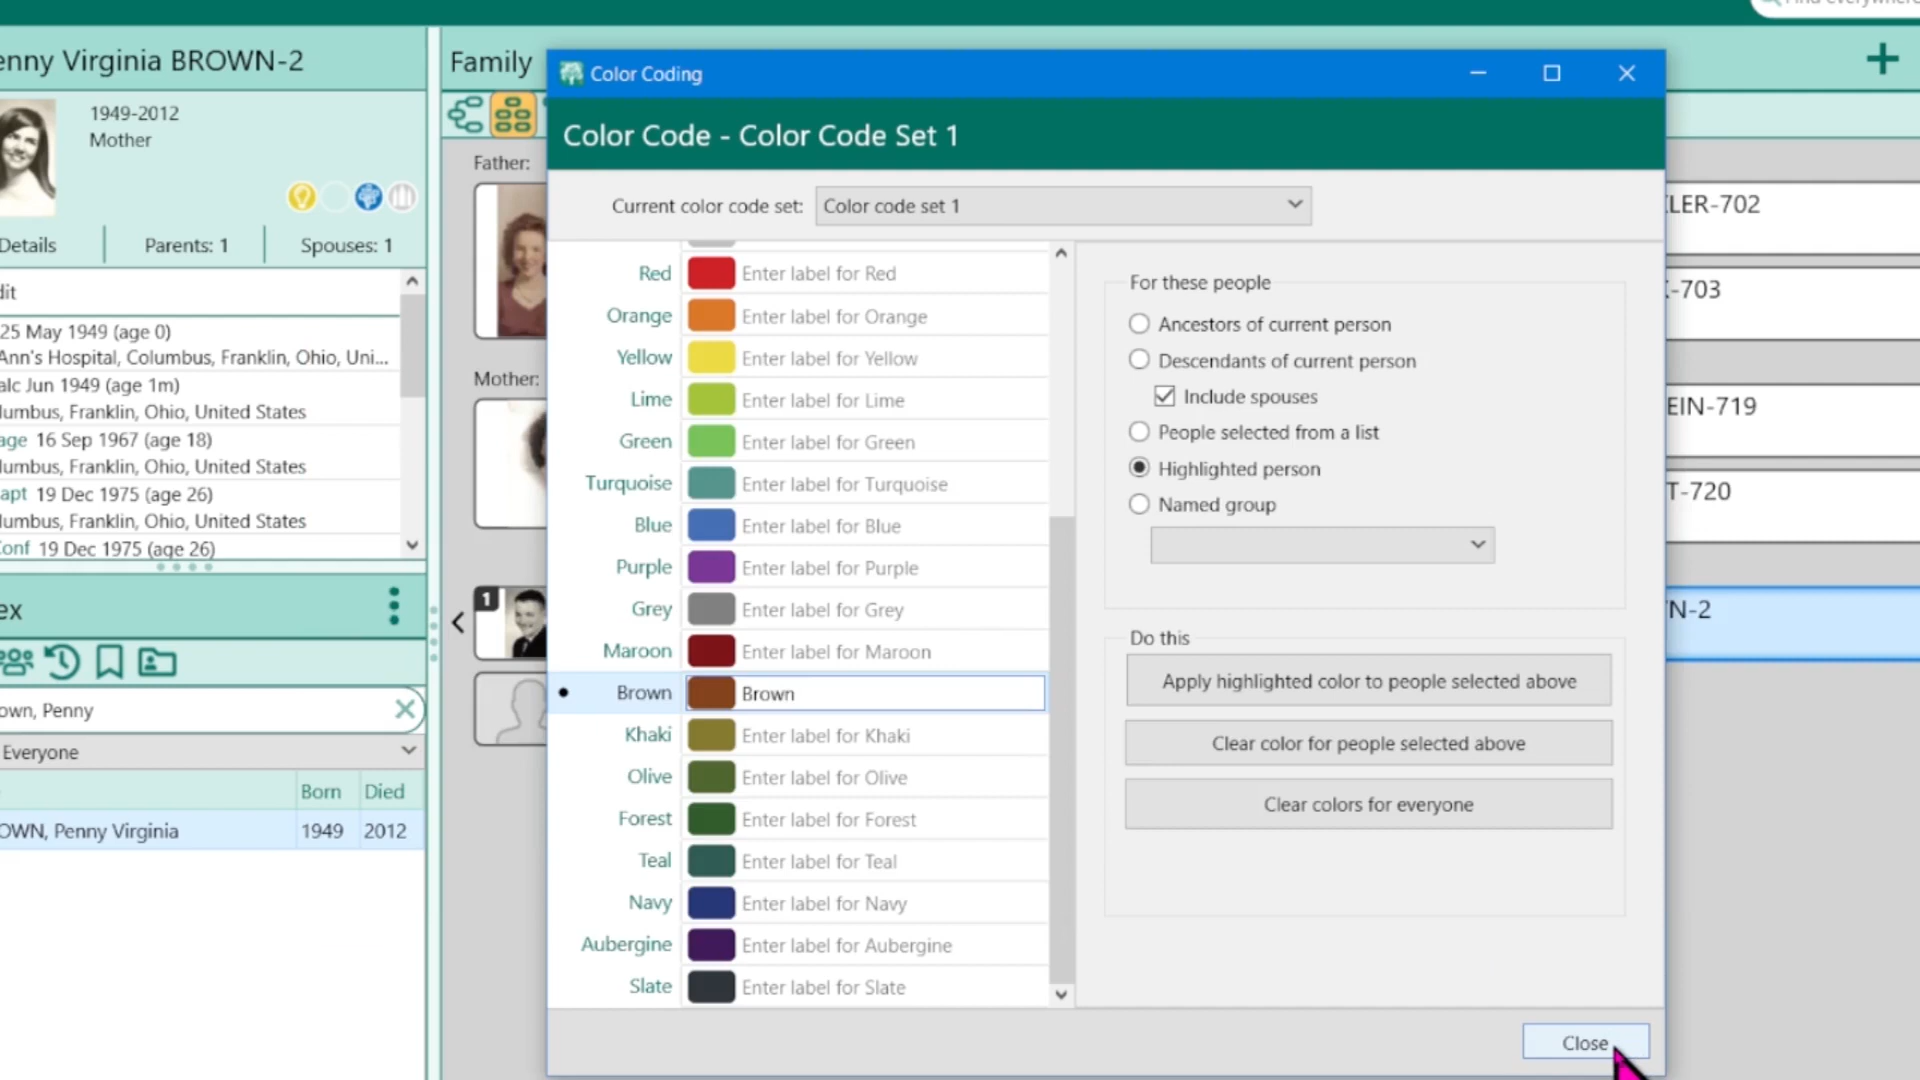 Find everywhere
enny Virginia BROWN-2
1949-2012
Mother
Details
Parents: 1
Spouses: 1
dit
25 May 1949 (age 0)
Ann's Hospital, Columbus, Franklin, Ohio, Uni...
alc Jun 1949 (age 1m)
lumbus, Franklin, Ohio, United States
age 16 Sep 1967 (age 18)
lumbus, Franklin, Ohio, United States
apt 19 Dec 1975 (age 26)
lumbus, Franklin, Ohio, United States
Conf 19 Dec 1975 (age 26)
ex
own, Penny
Everyone
Born Died
OWN, Penny Virginia 1949 2012
Family
Father:
Mother:
1
Color Coding
Color Code - Color Code Set 1
Current color code set: Color code set 1
Red Enter label for Red
Orange Enter label for Orange
Yellow Enter label for Yellow
Lime Enter label for Lime
Green Enter label for Green
Turquoise Enter label for Turquoise
Blue Enter label for Blue
Purple Enter label for Purple
Grey Enter label for Grey
Maroon Enter label for Maroon
Brown Brown
Khaki Enter label for Khaki
Olive Enter label for Olive
Forest Enter label for Forest
Teal Enter label for Teal
Navy Enter label for Navy
Aubergine Enter label for Aubergine
Slate Enter label for Slate
For these people
Ancestors of current person
Descendants of current person
Include spouses
People selected from a list
Highlighted person
Named group
Do this
Apply highlighted color to people selected above
Clear color for people selected above
Clear colors for everyone
Close
LER-702
-703
EIN-719
T-720
N-2